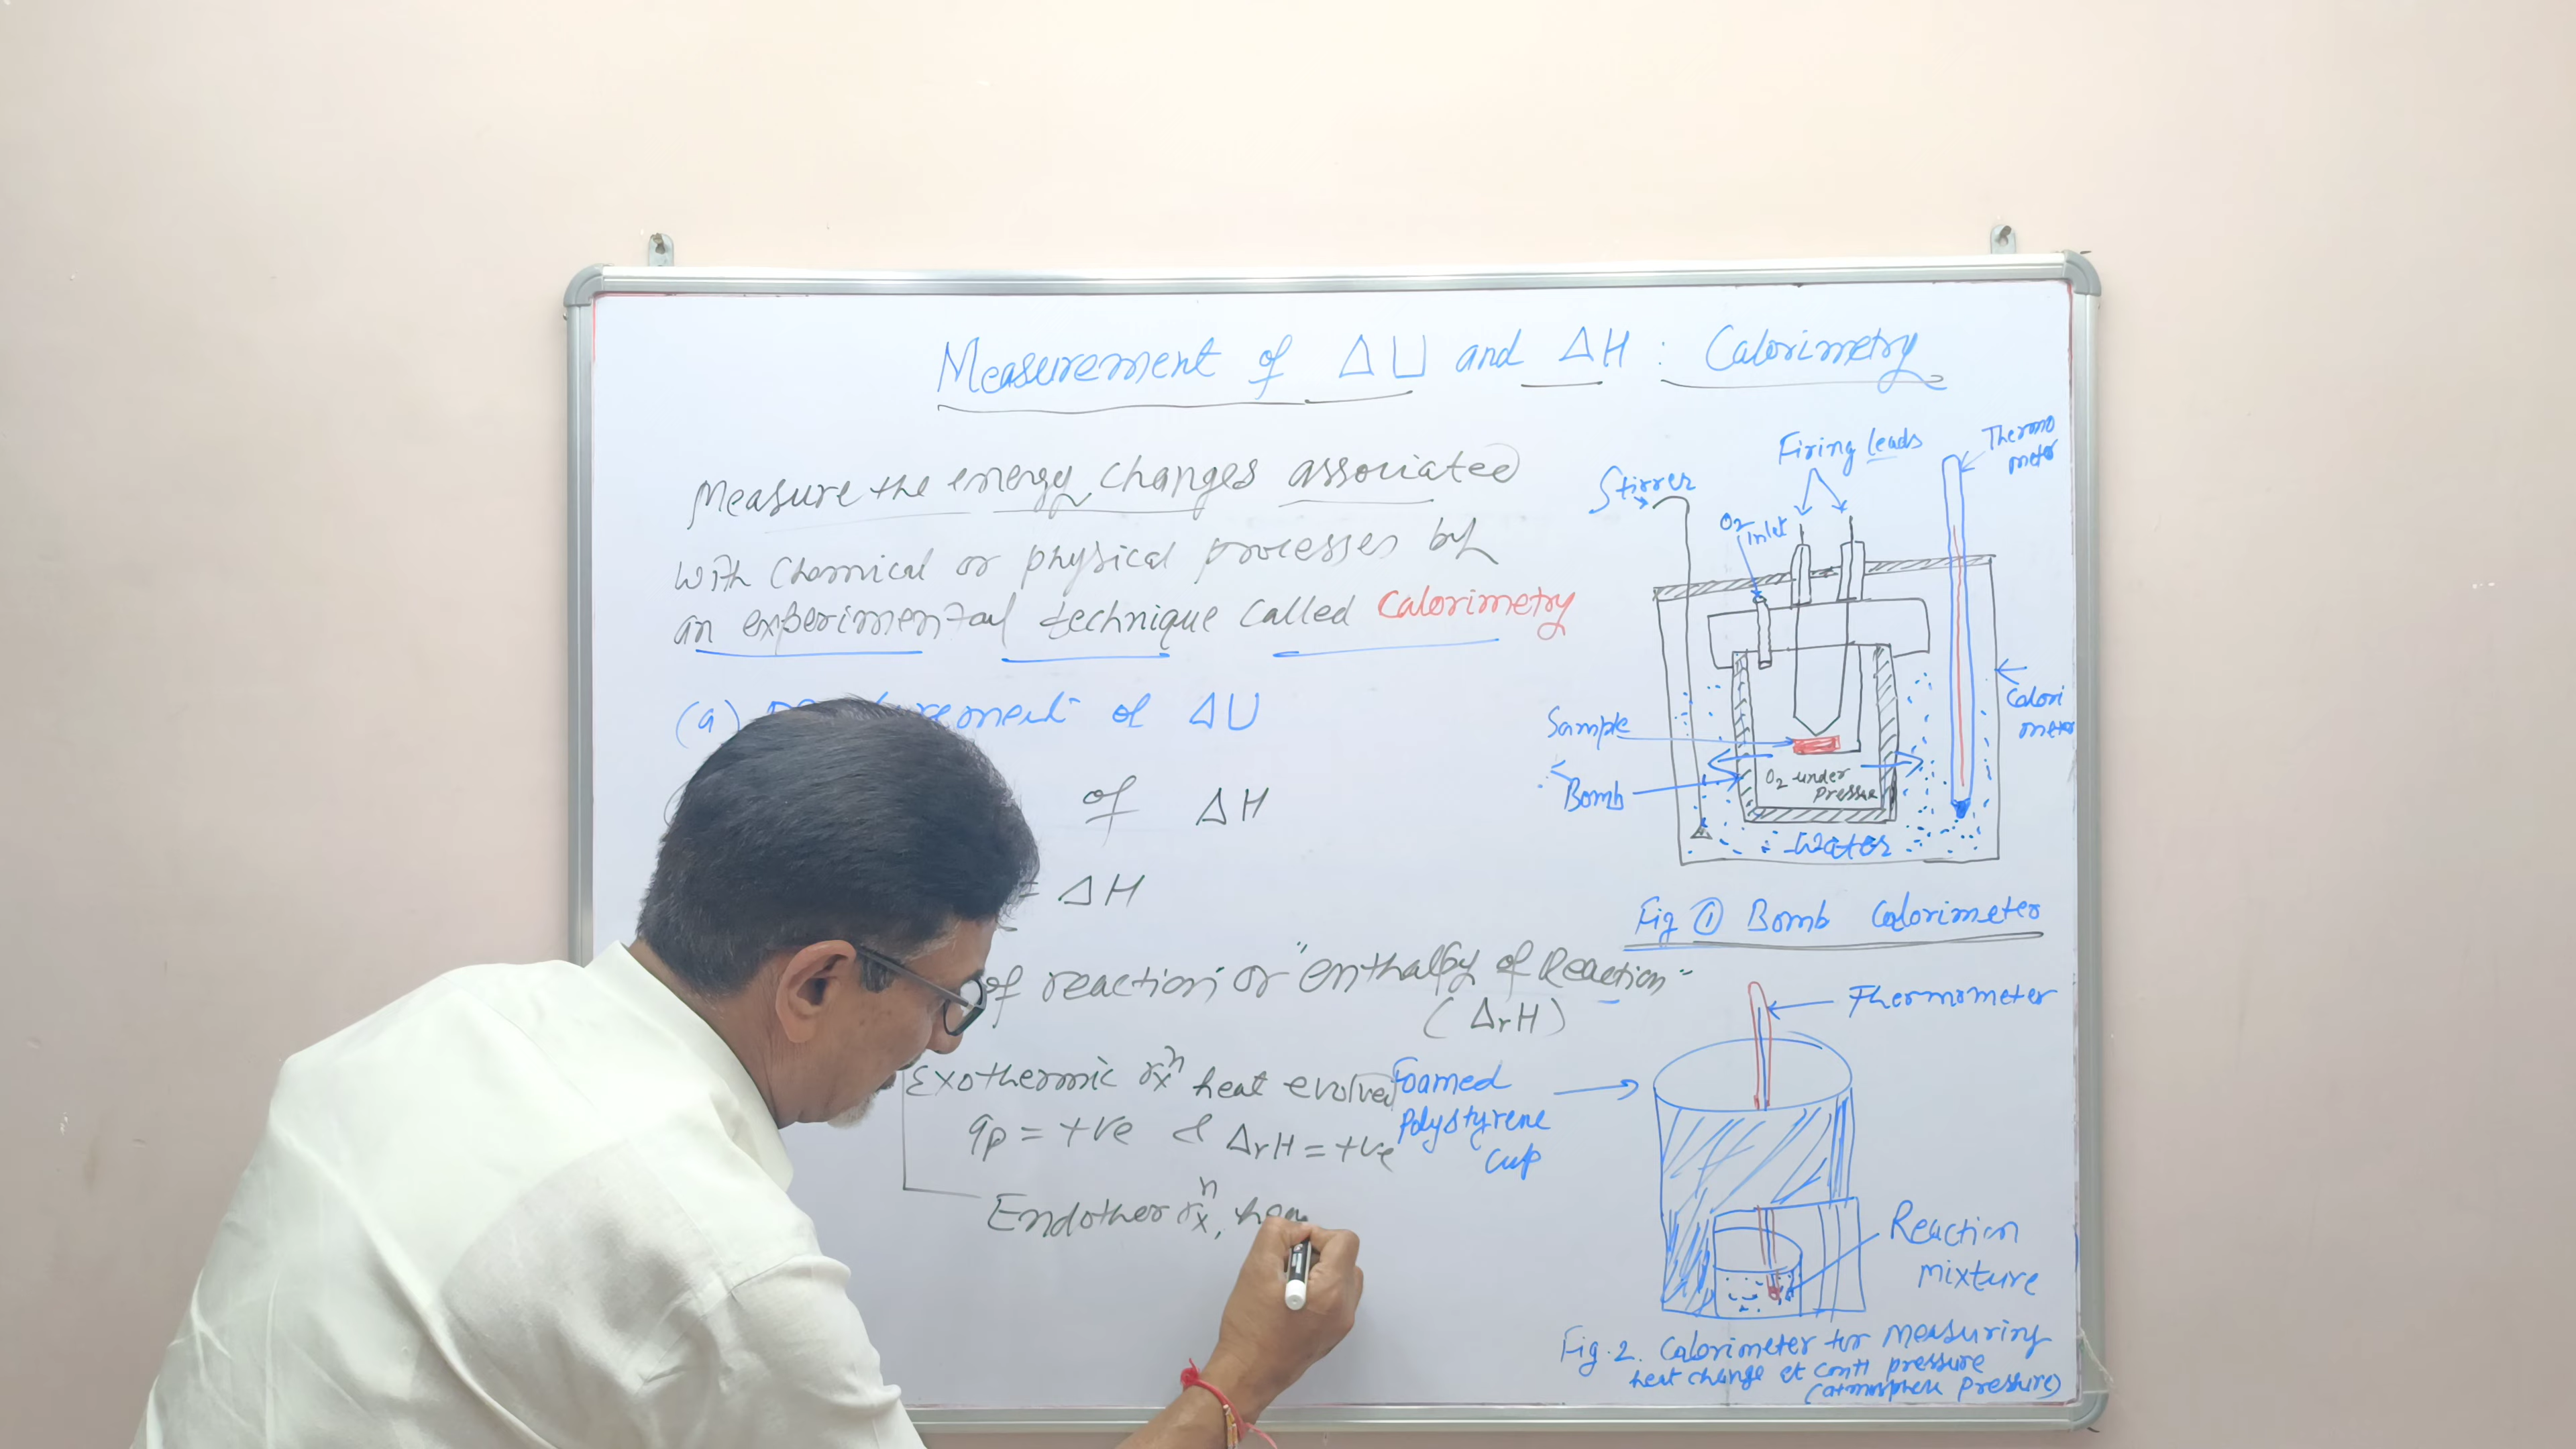 Measurement of ΔU and ΔH : Calorimetry
Measure the energy changes associated
with Chemical or physical processes by
an experimental technique called Calorimetry
(a) ment of ΔU
of ΔH
= ΔH
of reaction; or "enthalpy of Reaction"
(ΔrH)
Exothermic rxⁿ heat evolved
qp = +ve & ΔrH = +ve
Endother rxⁿ, hea
Stirrer
O₂ inlet
Firing leads
Thermo
meter
Calori
meter
Sample
Bomb
O₂ under
pressure
Water
Fig ① Bomb Calorimeter
Thermometer
Foamed
Polystyrene
Cup
Reaction
mixture
Fig.2. Calorimeter for Measuring
heat change at constt pressure
(atmosphere pressure)